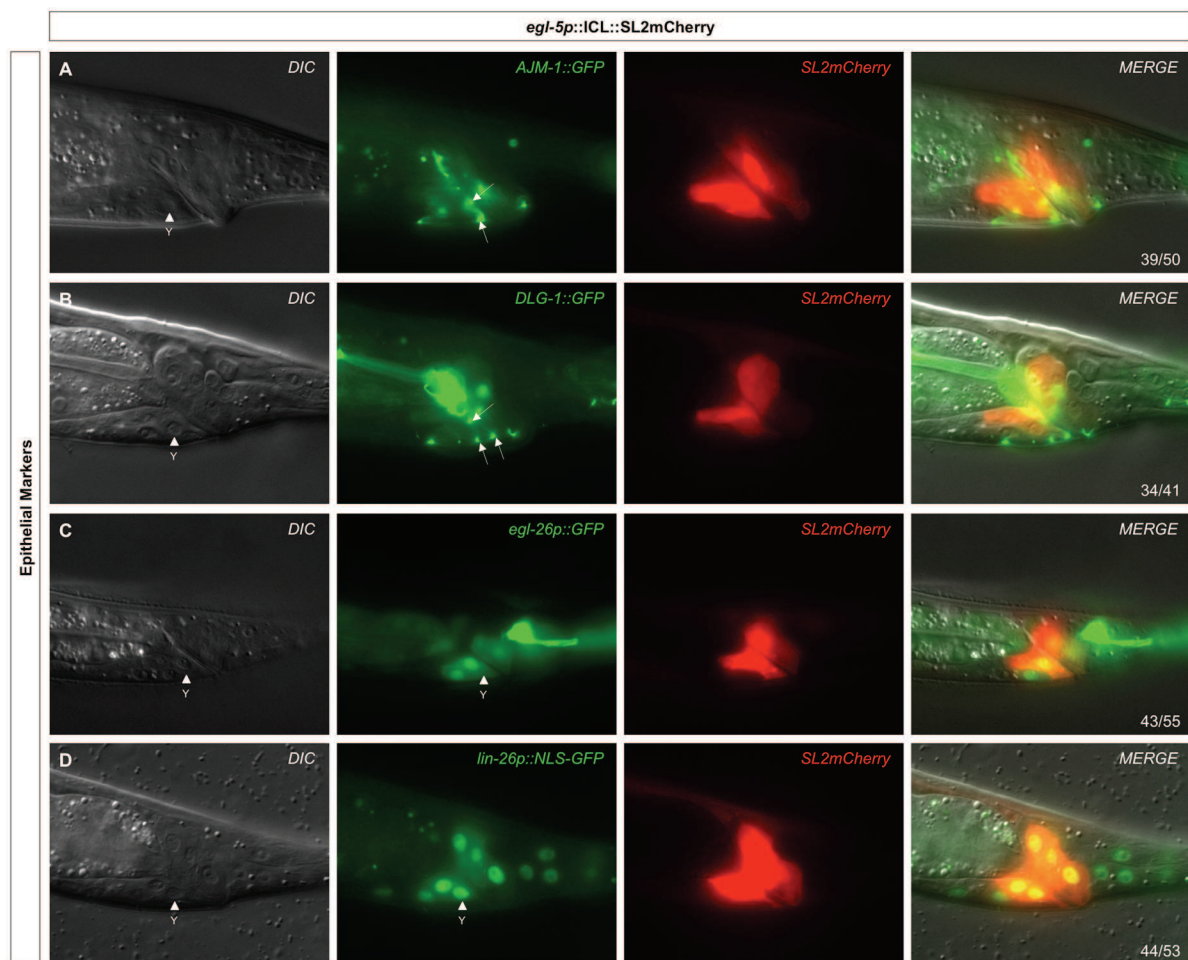 egl-5p::ICL::SL2mCherry
Epithelial Markers
A DIC AJM-1::GFP SL2mCherry MERGE
Y
39/50
B DIC DLG-1::GFP SL2mCherry MERGE
Y
34/41
C DIC egl-26p::GFP SL2mCherry MERGE
Y Y
43/55
D DIC lin-26p::NLS-GFP SL2mCherry MERGE
Y Y
44/53